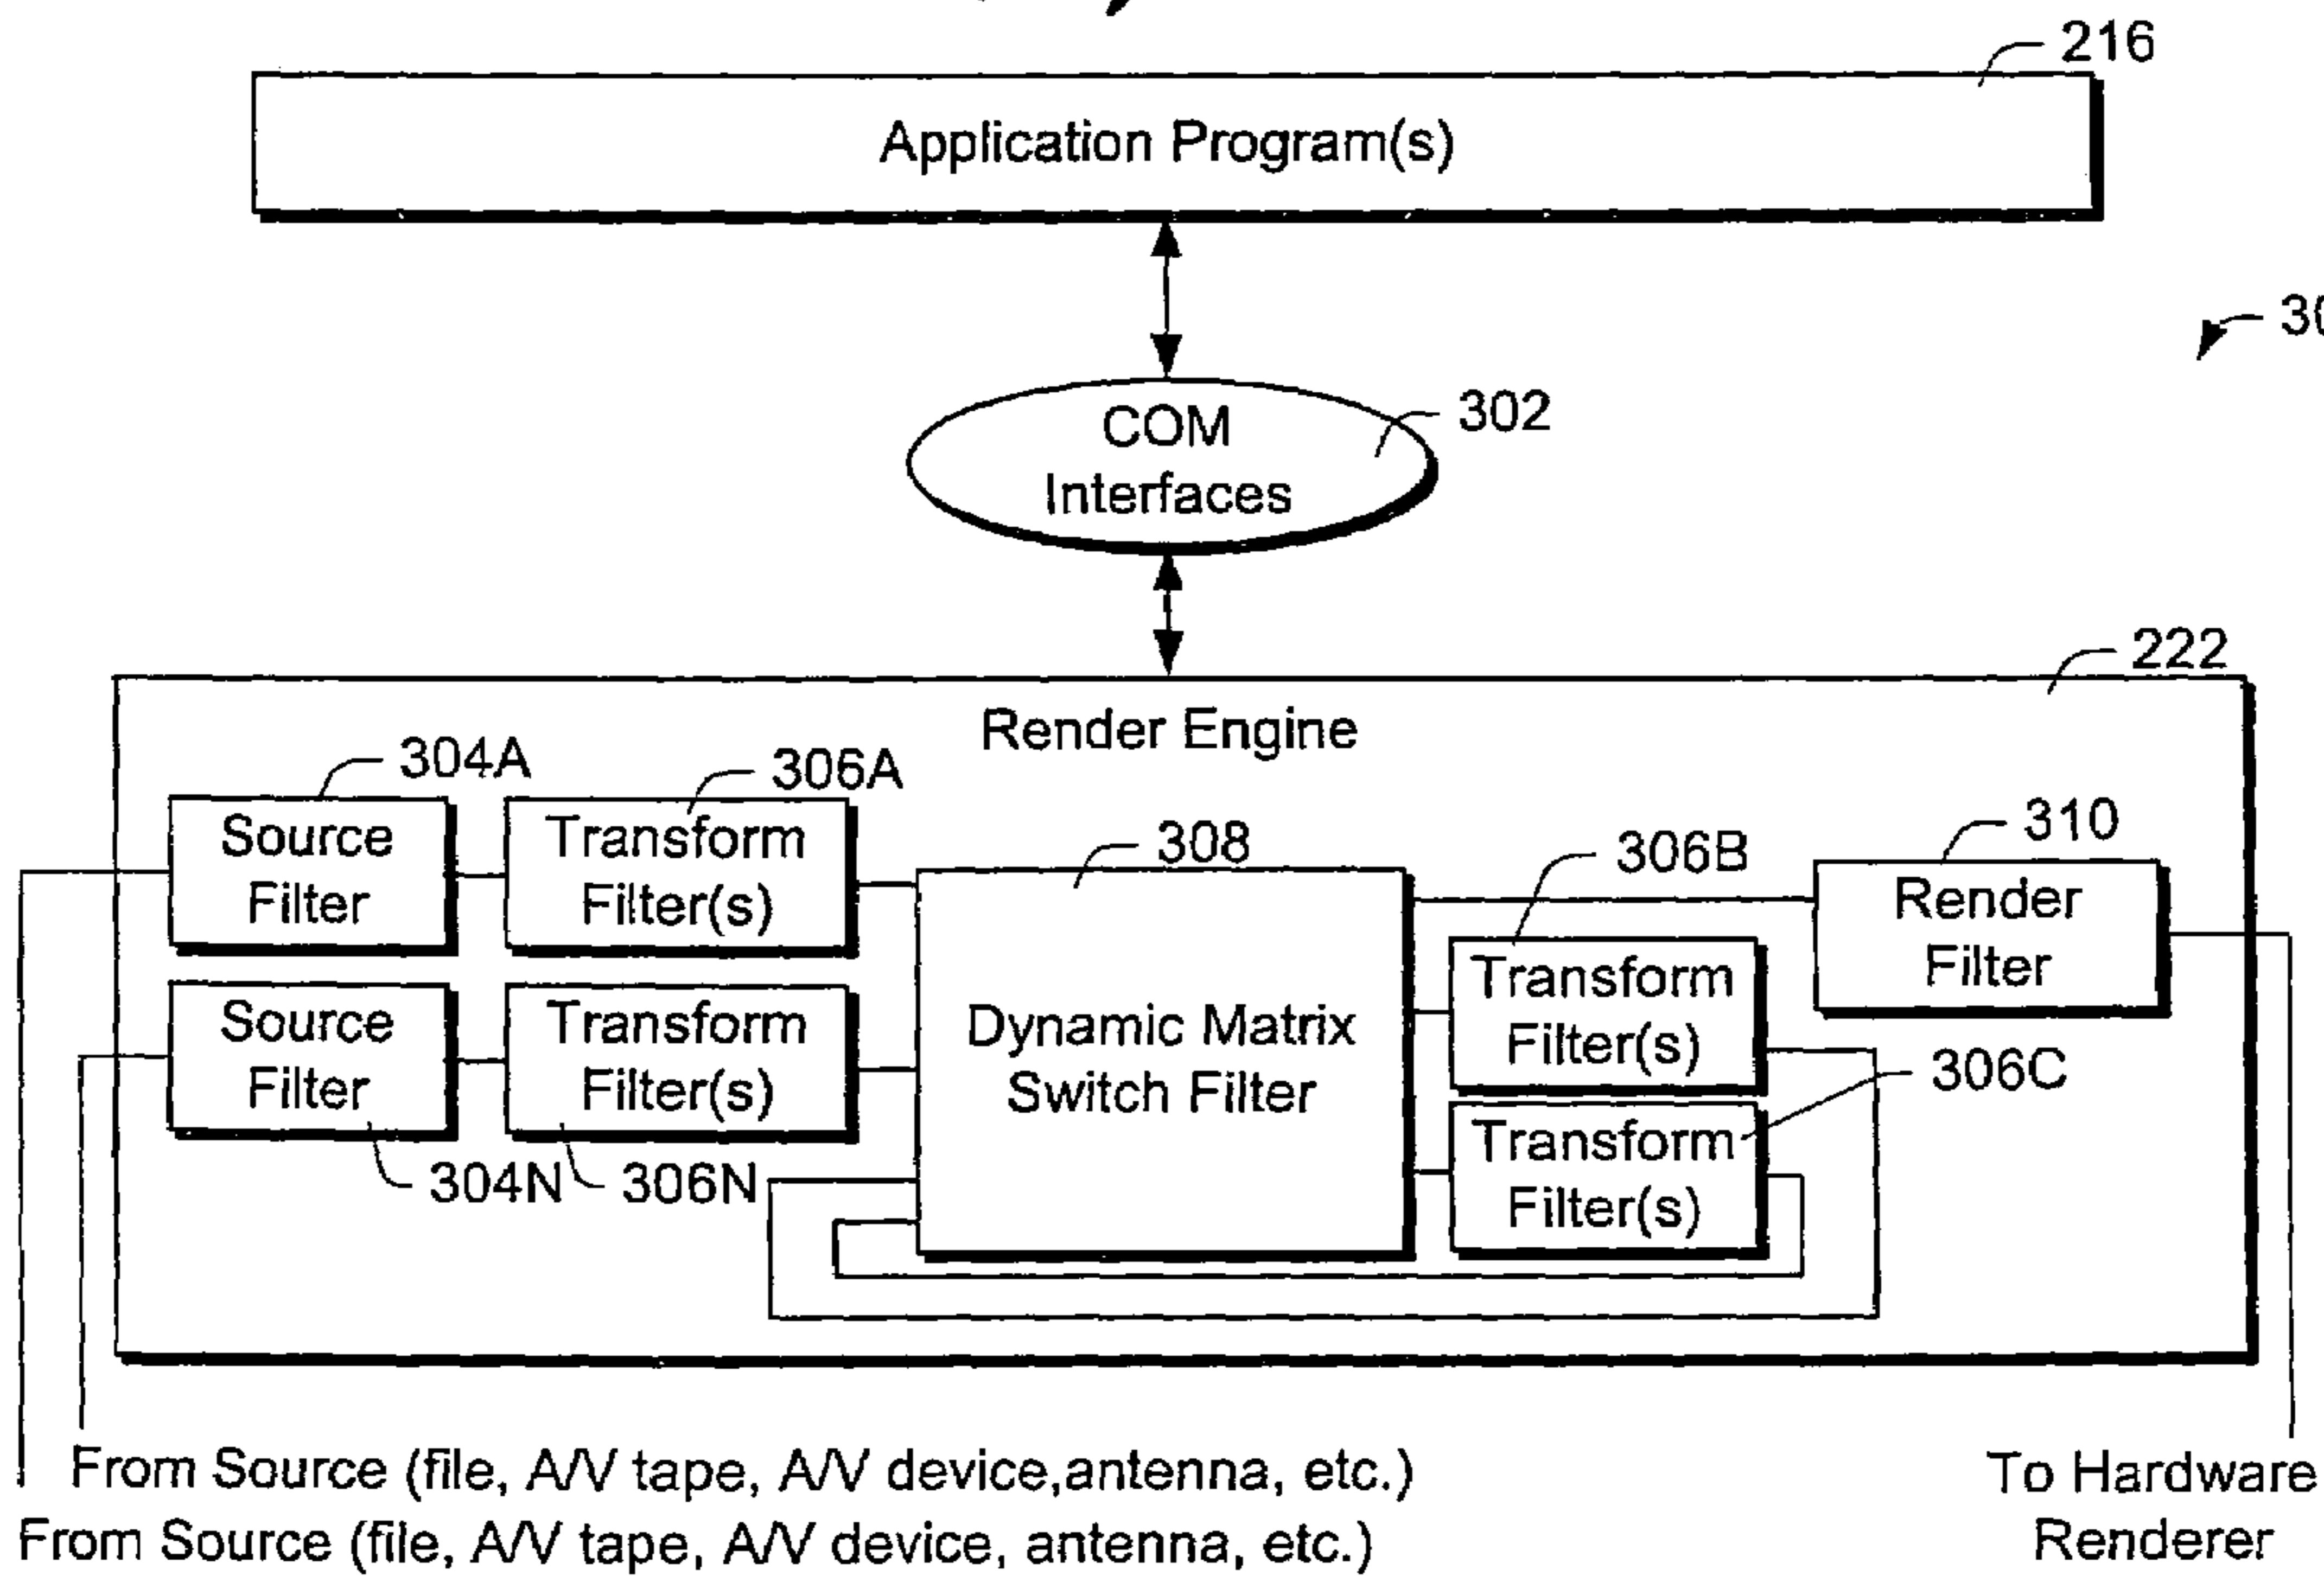 216
Application Program(s)
302
COM
Interfaces
222
Render Engine
304A
306A
308
306B
310
Source
Filter
Transform
Filter(s)
Render
Filter
Source
Filter
Transform
Filter(s)
Dynamic Matrix
Switch Filter
Transform
Filter(s)
306C
Transform
Filter(s)
304N
306N
From Source (file, A/V tape, A/V device,antenna, etc.)
From Source (file, A/V tape, A/V device, antenna, etc.)
To Hardware
Renderer